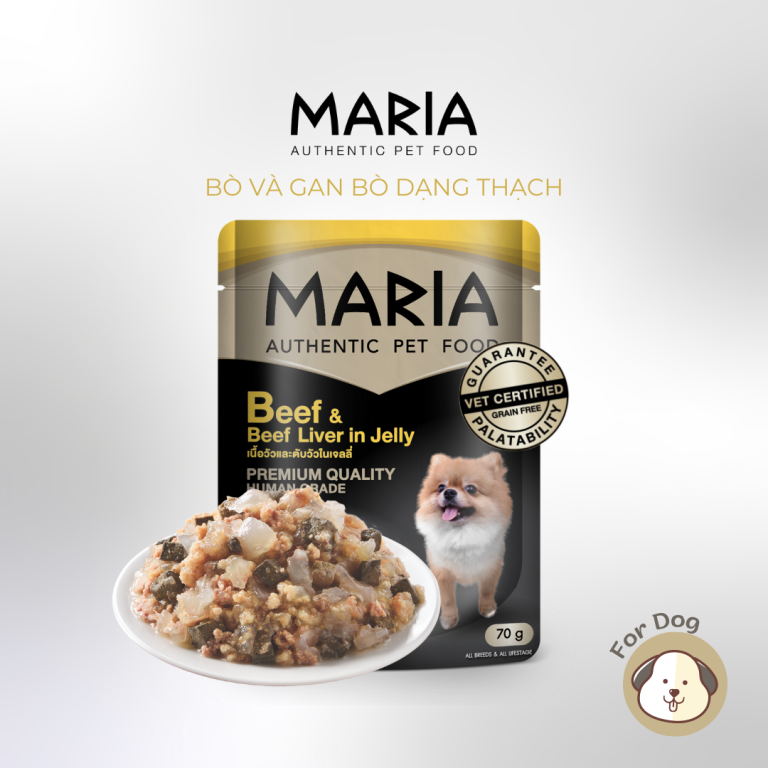 MARIA
AUTHENTIC PET FOOD
BÒ VÀ GAN BÒ DẠNG THẠCH
MARIA
AUTHENTIC PET FOOD
GUARANTEE
VET CERTIFIED
GRAIN FREE
PALATABILITY
Beef &
Beef Liver in Jelly
เนื้อวัวและตับวัวในเจลลี่
PREMIUM QUALITY
HUMAN GRADE
70 g
ALL BREEDS & ALL LIFESTAGE
For Dog